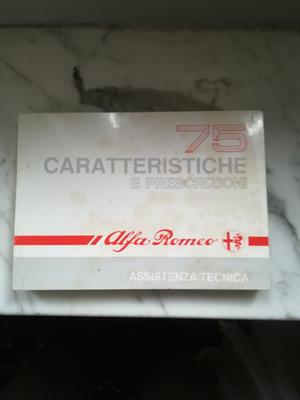 75
CARATTERISTICHE
E PRESCRIZIONI
Alfa Romeo
ASSISTENZA TECNICA